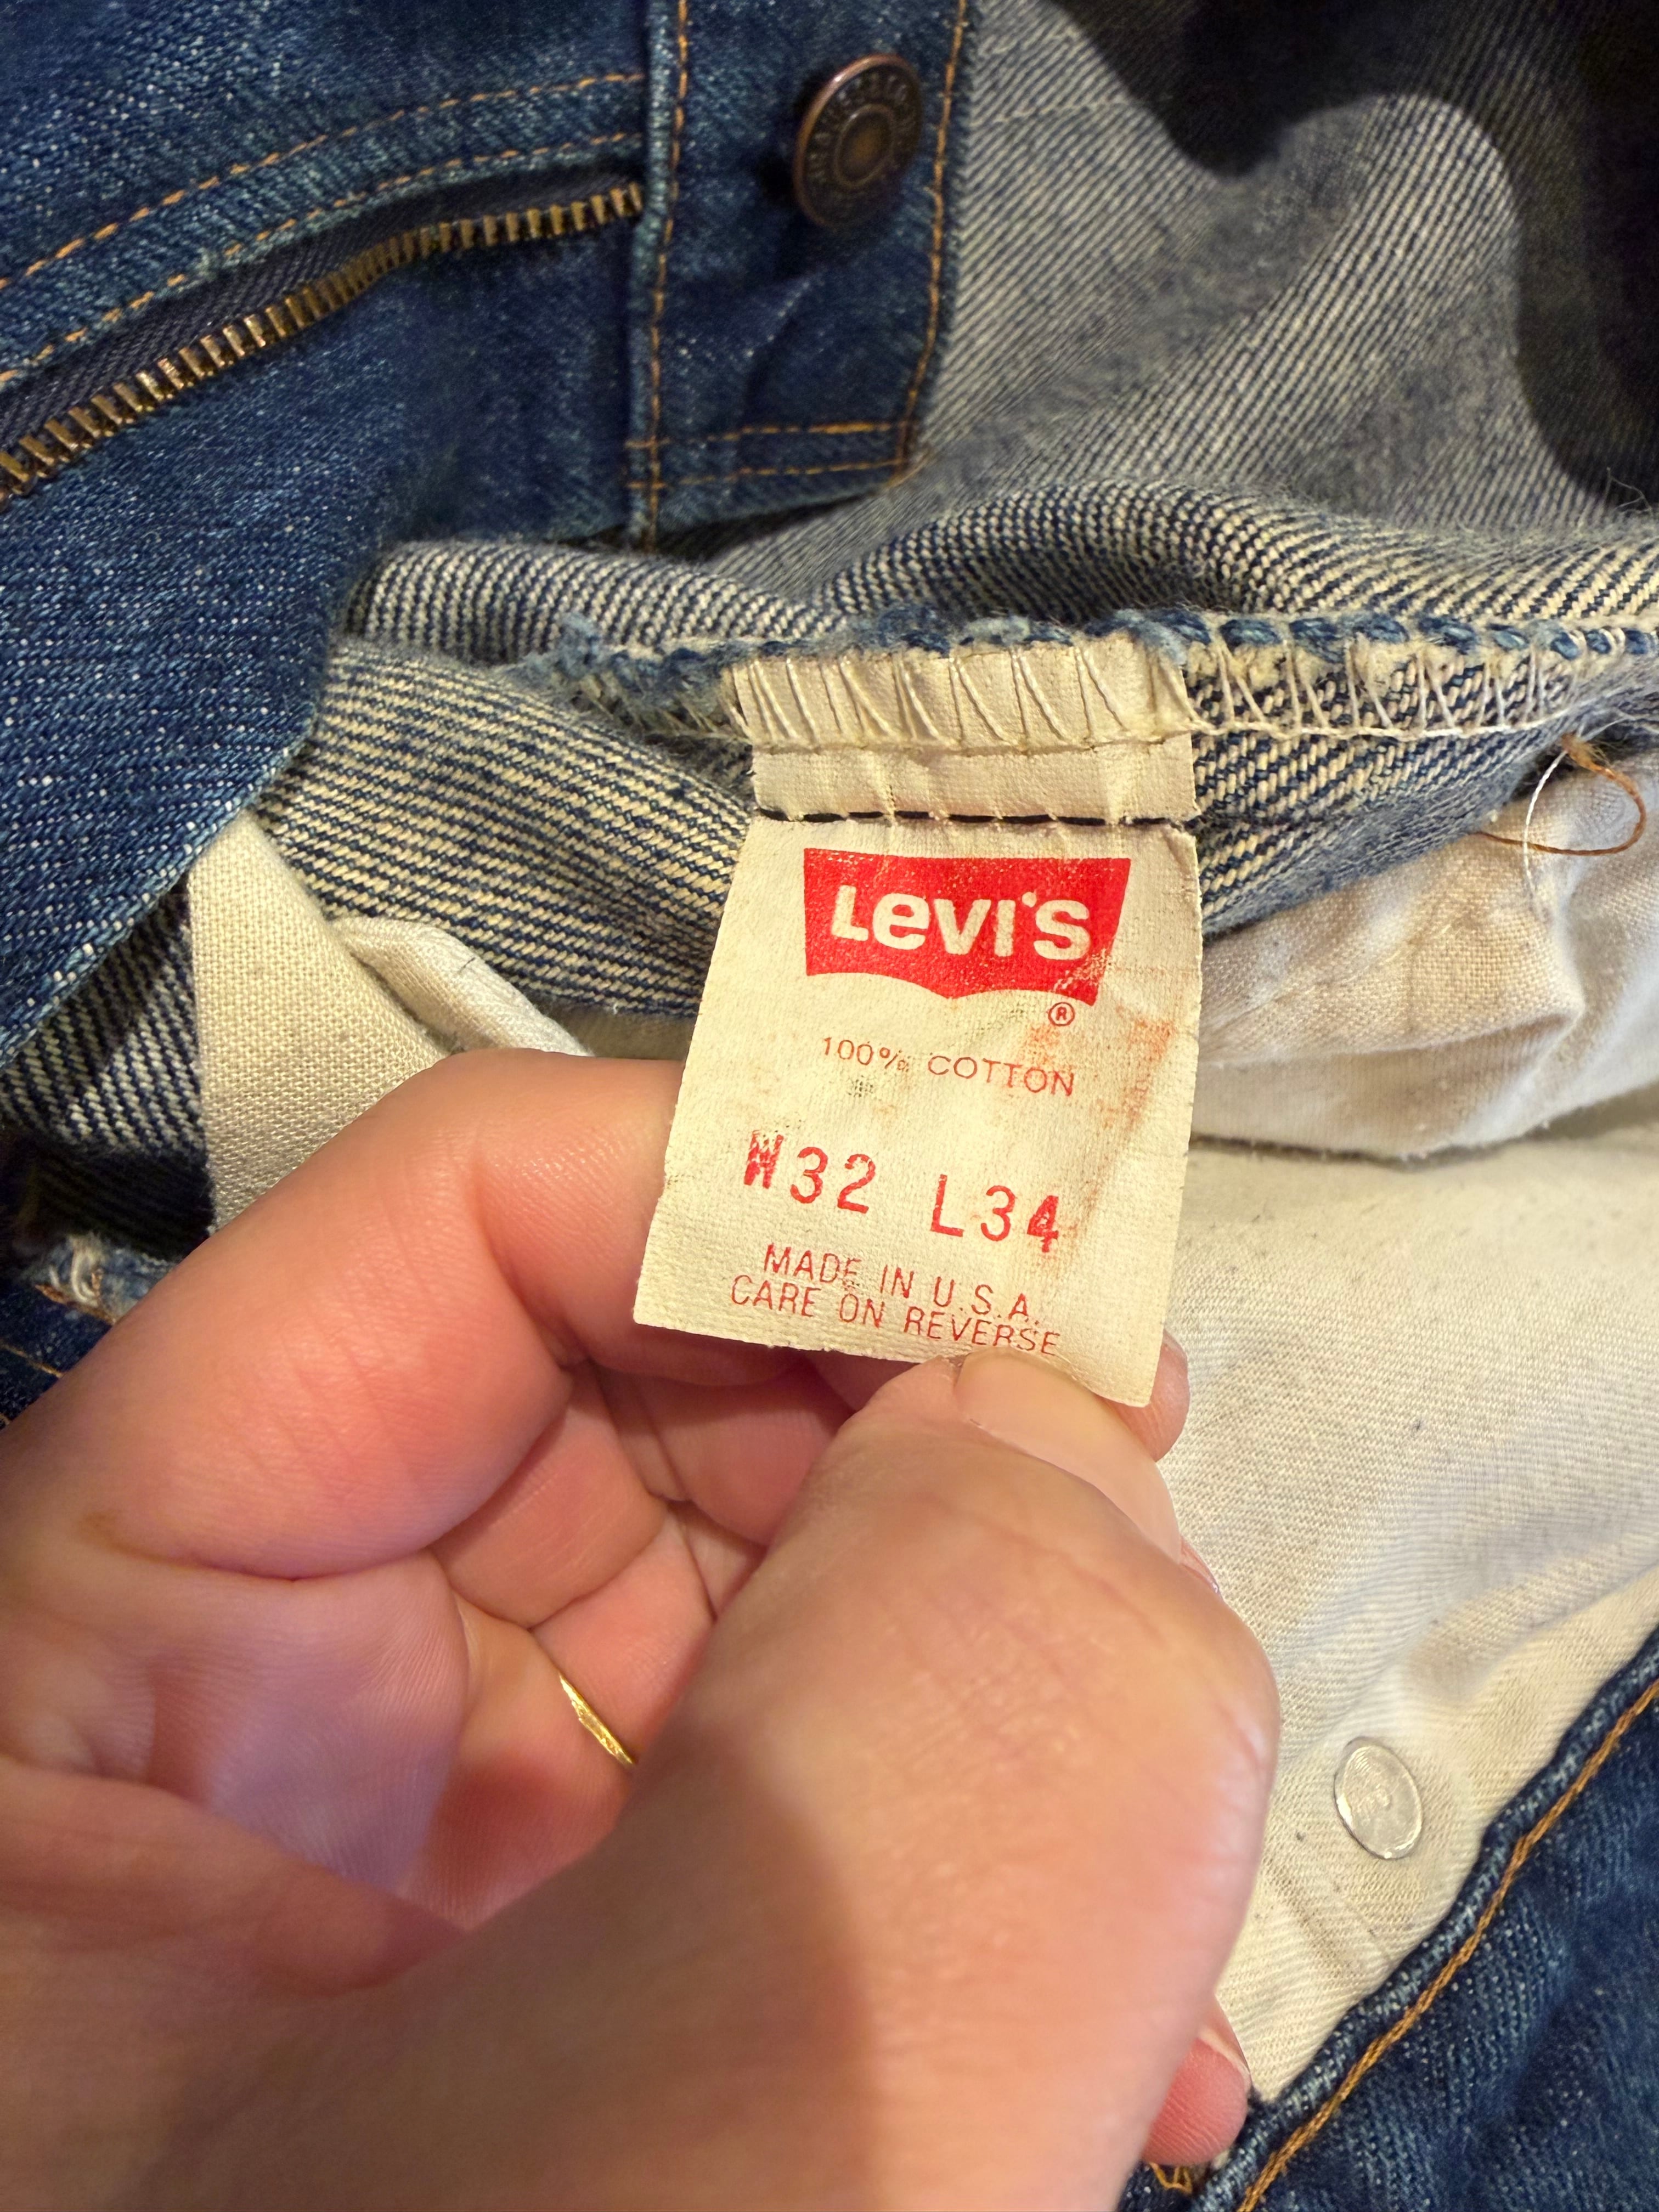 Levi's
®
100% COTTON
W32 L34
MADE IN U.S.A.
CARE ON REVERSE